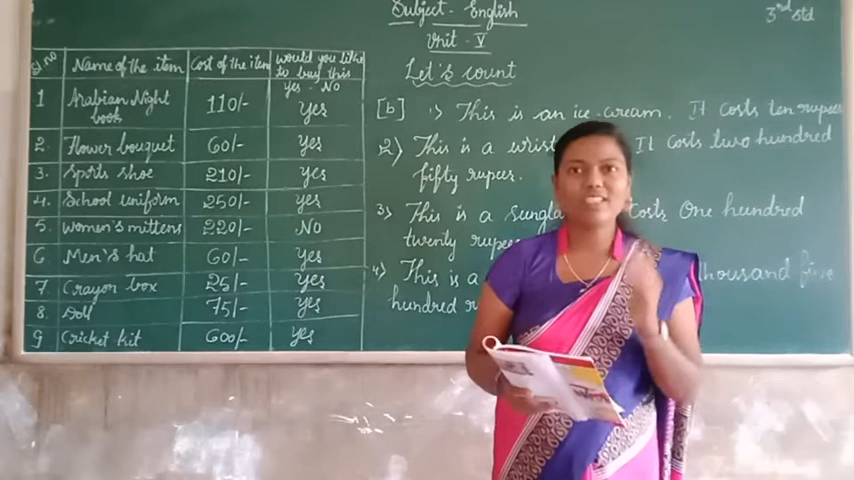 Subject - English
3rd std
Unit - V
Let's count
Sl no Name of the item Cost of the item would you like to buy this yes - No
1 Arabian Night book 110/- yes
2. Flower bouquet 60/- yes
3. Sports shoe 210/- yes
4. School uniform 250/- yes
5. Women's mittens 220/- No
6 Men's hat 60/- yes
7 Crayon box 25/- yes
8. Doll 75/- yes
9 Cricket kit 600/- yes
[b] 1) This is an ice-cream. It costs ten rupees
2) This is a It costs two hundred
fifty rupees.
3) This is a costs One hundred
twenty
4) This is a thousand five
hundred